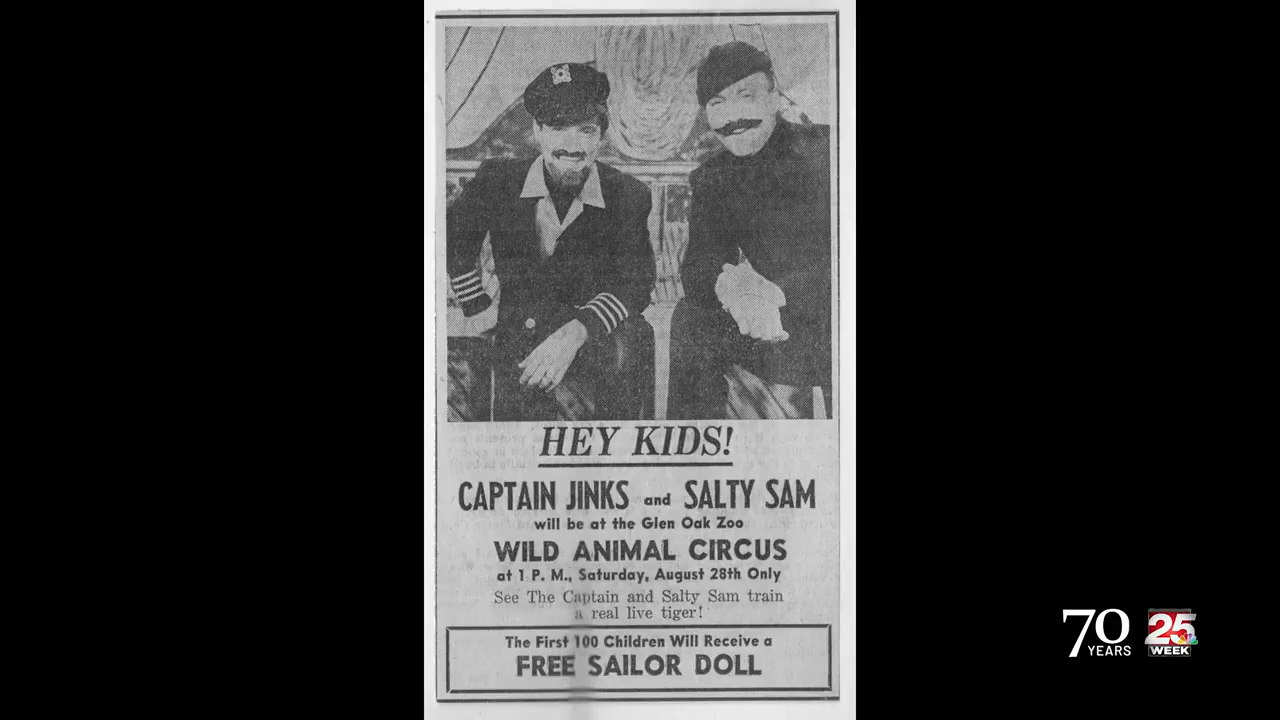 HEY KIDS!
CAPTAIN JINKS and SALTY SAM
will be at the Glen Oak Zoo
WILD ANIMAL CIRCUS
at 1 P. M., Saturday, August 28th Only
See The Captain and Salty Sam train
a real live tiger!
The First 100 Children Will Receive a
FREE SAILOR DOLL
70
YEARS
25
WEEK